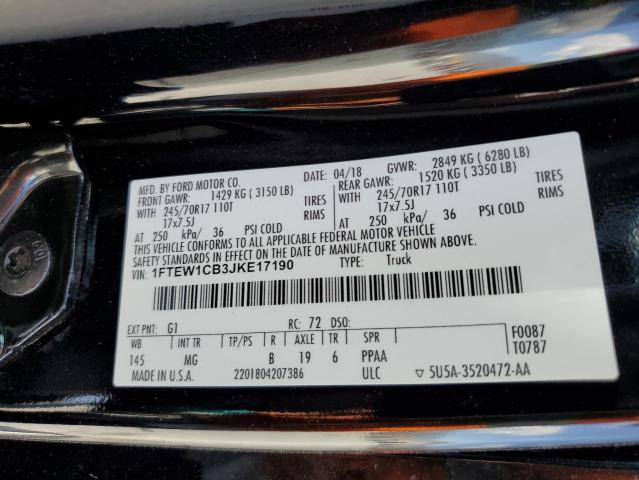 MFD. BY FORD MOTOR CO.
DATE: 04/18 GVWR: 2849 KG ( 6280 LB)
FRONT GAWR: 1429 KG ( 3150 LB) REAR GAWR: 1520 KG ( 3350 LB)
WITH 245/70R17 110T TIRES WITH 245/70R17 110T TIRES
17x7.5J RIMS 17x7.5J RIMS
AT 250 kPa/ 36 PSI COLD AT 250 kPa/ 36 PSI COLD
THIS VEHICLE CONFORMS TO ALL APPLICABLE FEDERAL MOTOR VEHICLE
SAFETY STANDARDS IN EFFECT ON THE DATE OF MANUFACTURE SHOWN ABOVE.
VIN: 1FTEW1CB3JKE17190 TYPE: Truck
EXT PNT: G1 RC: 72 DSO: F0087
WB INT TR TP/PS R AXLE TR SPR T0787
145 MG B 19 6 PPAA
MADE IN U.S.A. 2201804207386 ULC ▽ 5U5A-3520472-AA